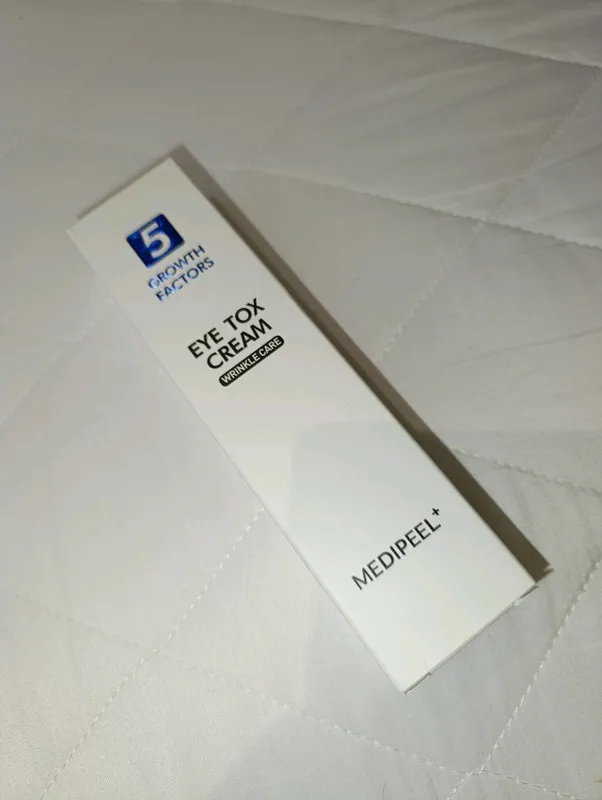 5
GROWTH
FACTORS
EYE TOX
CREAM
WRINKLE CARE
MEDIPEEL+